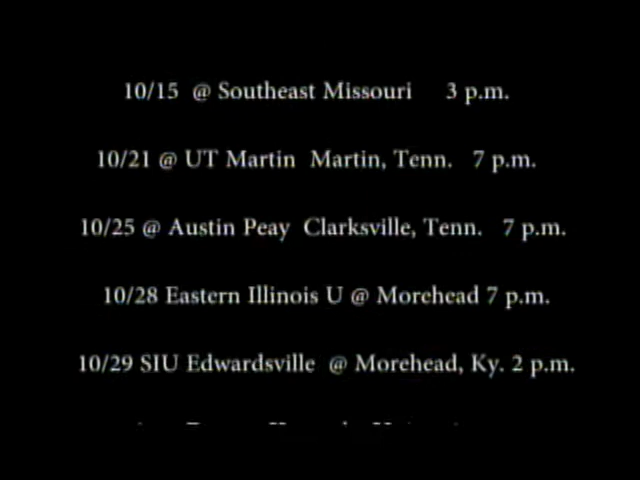 10/15 @ Southeast Missouri 3 p.m.
10/21 @ UT Martin Martin, Tenn. 7 p.m.
10/25 @ Austin Peay Clarksville, Tenn. 7 p.m.
10/28 Eastern Illinois U @ Morehead 7 p.m.
10/29 SIU Edwardsville @ Morehead, Ky. 2 p.m.